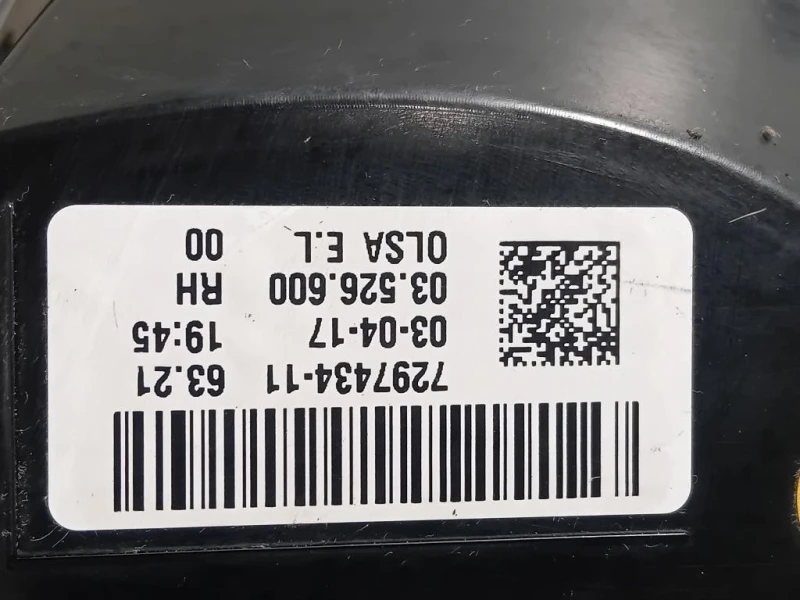 63.21 7297434-11
19:45 03-04-17
RH 03.526.600
00 OLSA E.L